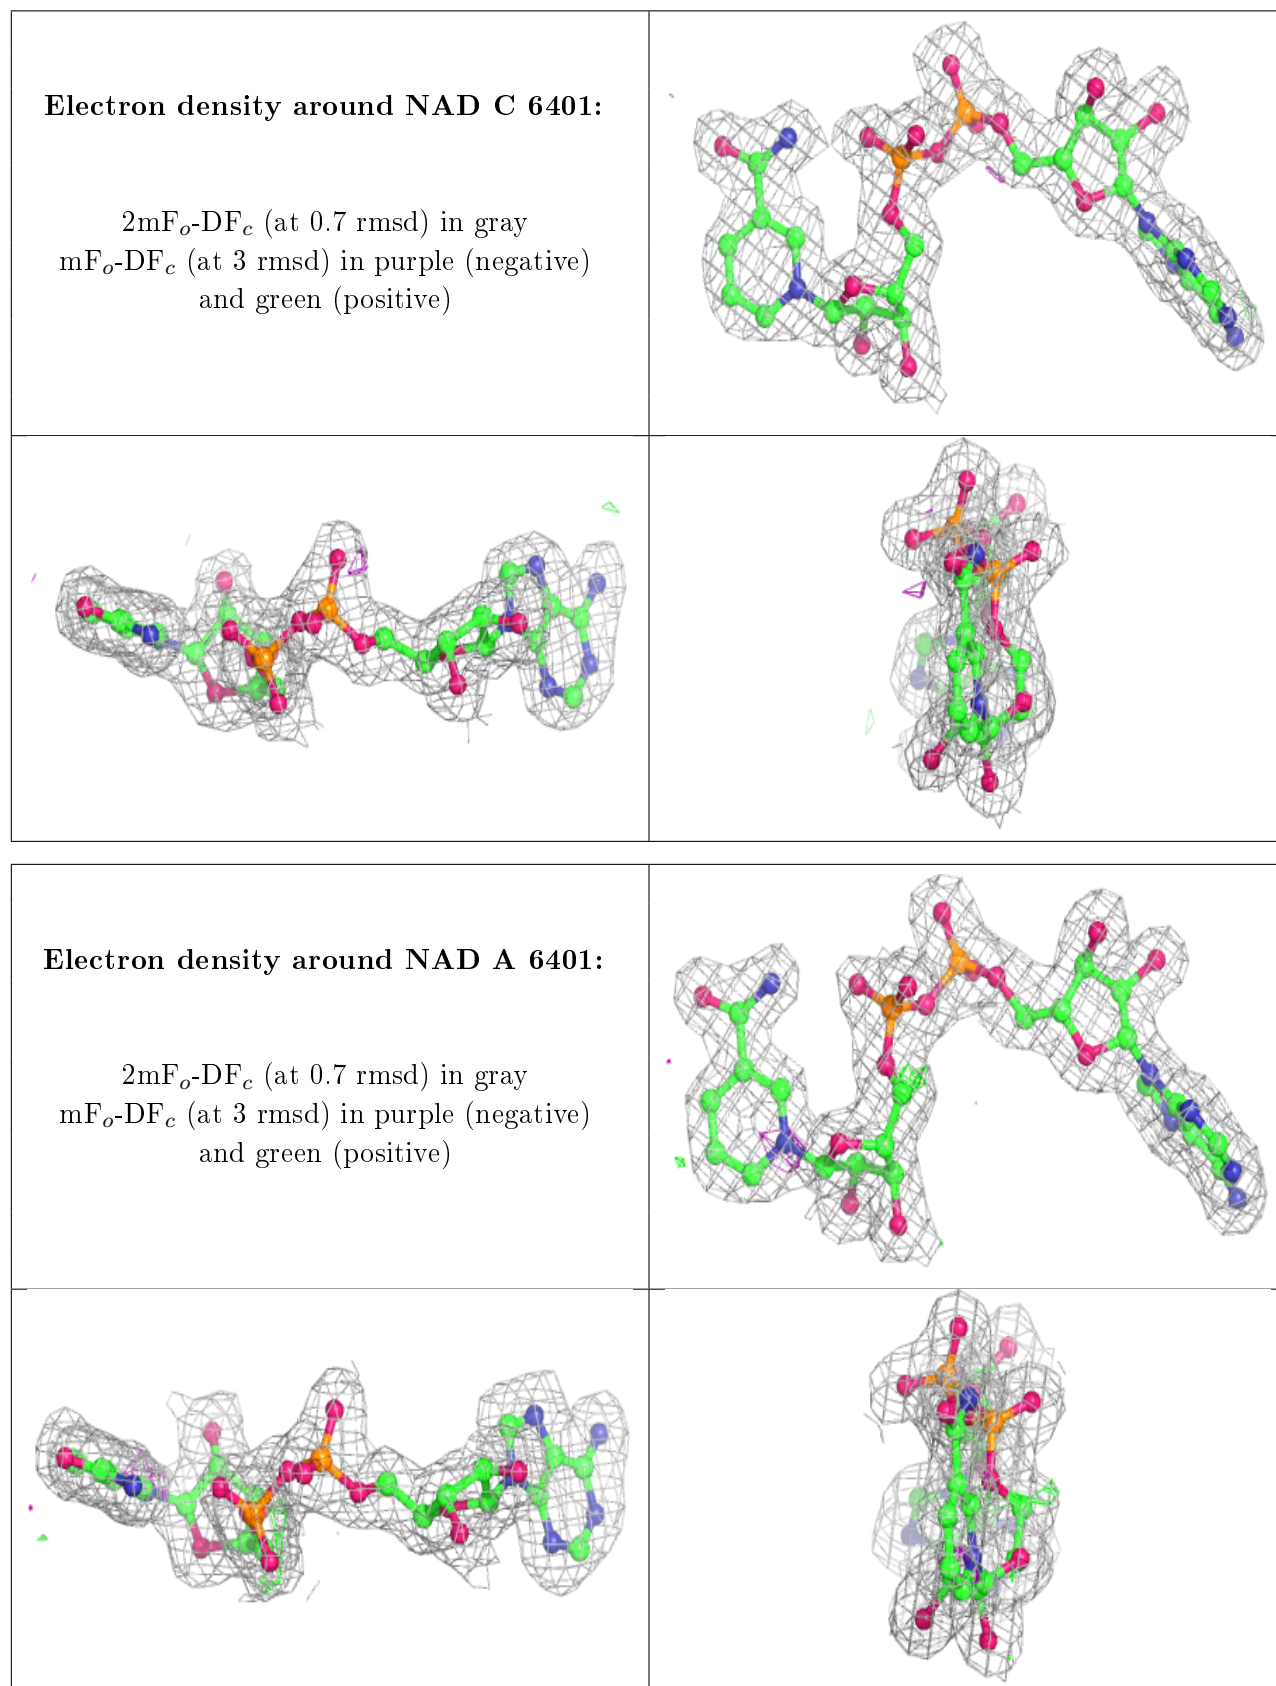 Electron density around NAD C 6401:
2mFₒ-DF𝑐 (at 0.7 rmsd) in gray
mFₒ-DF𝑐 (at 3 rmsd) in purple (negative)
and green (positive)
Electron density around NAD A 6401:
2mFₒ-DF𝑐 (at 0.7 rmsd) in gray
mFₒ-DF𝑐 (at 3 rmsd) in purple (negative)
and green (positive)